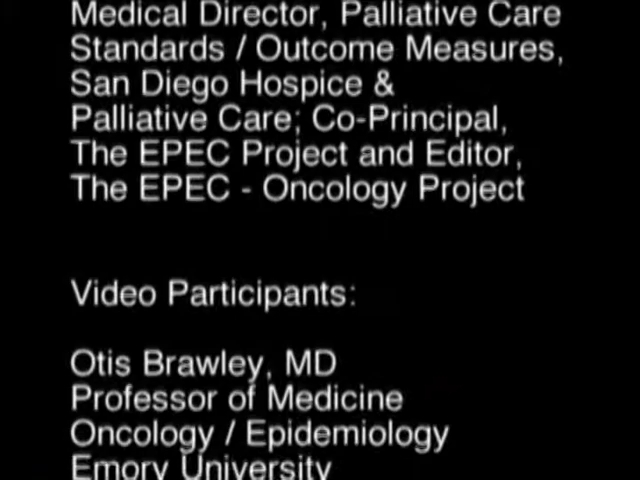 Medical Director, Palliative Care
Standards / Outcome Measures,
San Diego Hospice &
Palliative Care; Co-Principal,
The EPEC Project and Editor,
The EPEC - Oncology Project
Video Participants:
Otis Brawley, MD
Professor of Medicine
Oncology / Epidemiology
Emory University